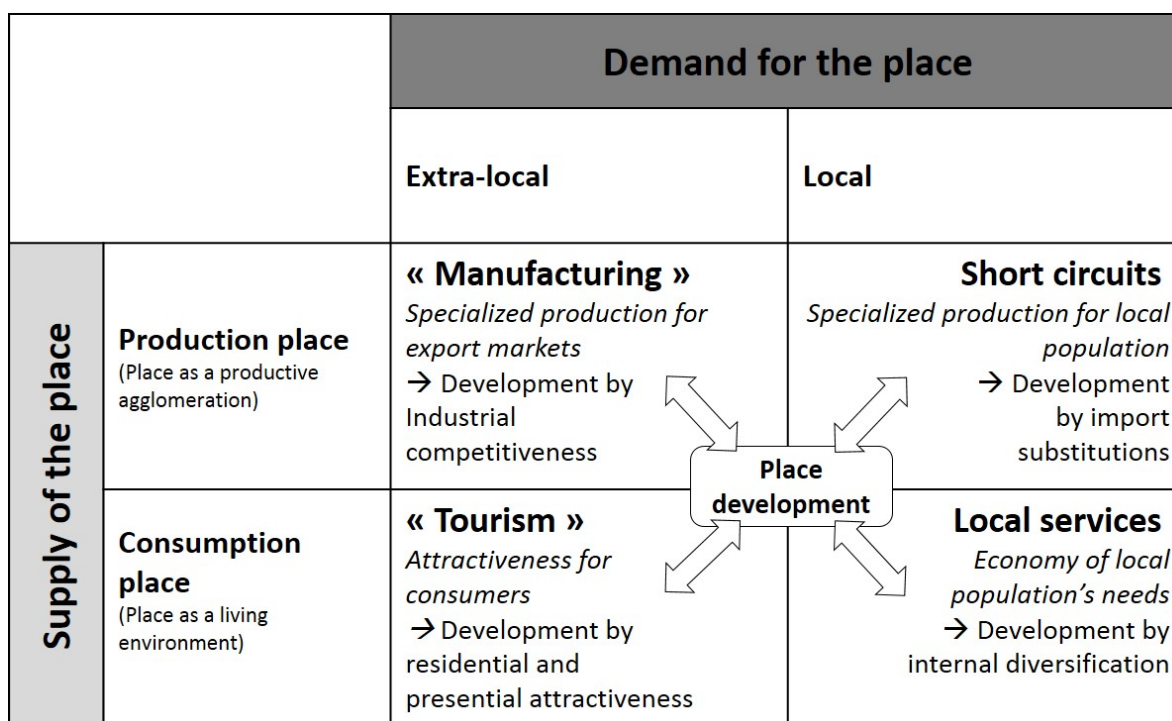 Demand for the place
Extra-local
Local
Supply of the place
Production place
(Place as a productive
agglomeration)
« Manufacturing »
Specialized production for
export markets
→ Development by
Industrial
competitiveness
Short circuits
Specialized production for local
population
→ Development
by import
substitutions
Place
development
Consumption
place
(Place as a living
environment)
« Tourism »
Attractiveness for
consumers
→ Development by
residential and
presential attractiveness
Local services
Economy of local
population’s needs
→ Development by
internal diversification